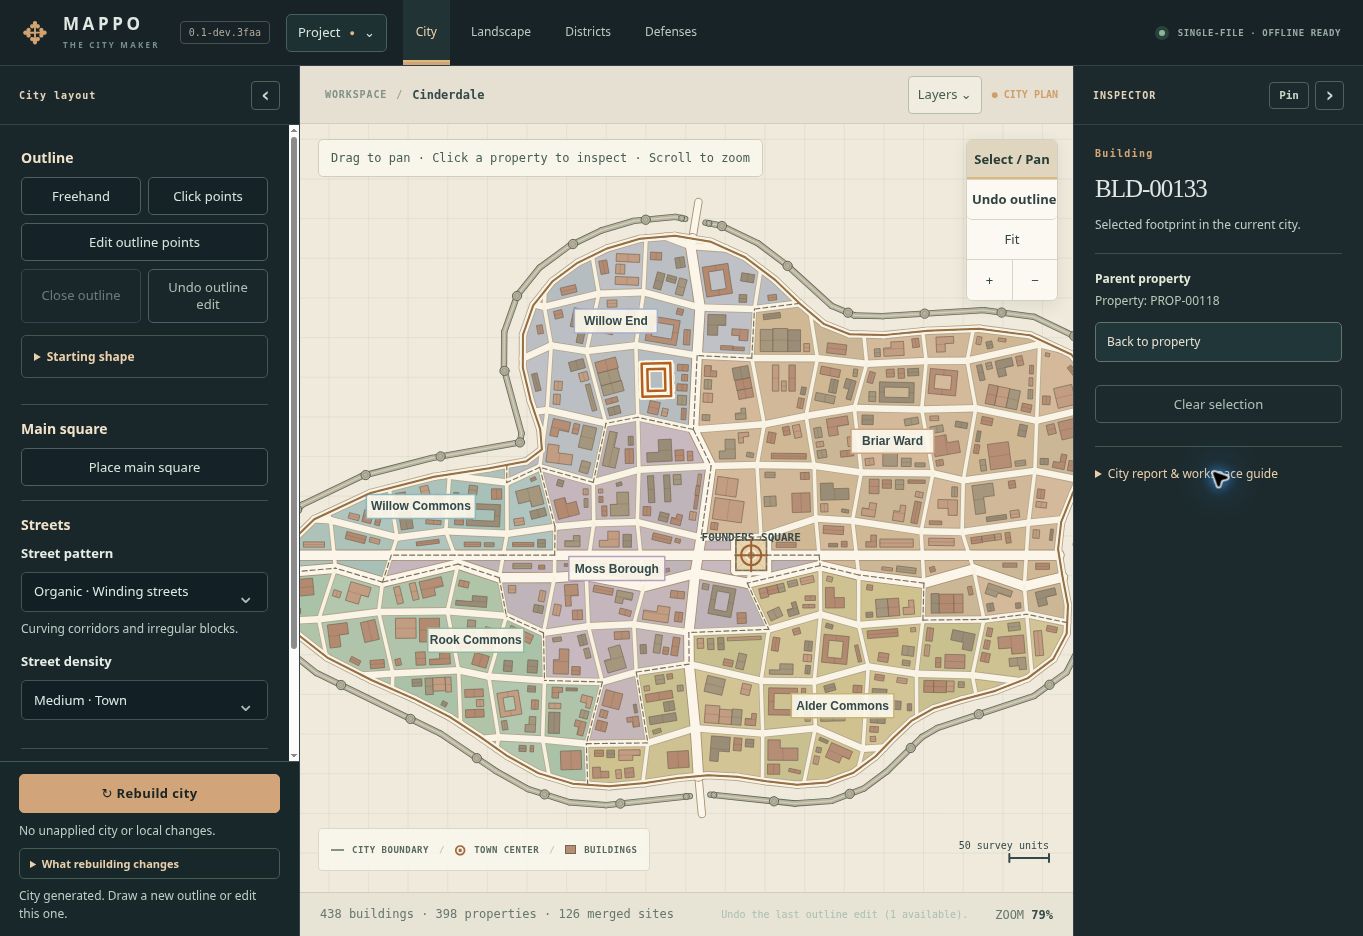 MAPPO
THE CITY MAKER
0.1-dev.3faa
Project
City
Landscape
Districts
Defenses
SINGLE-FILE · OFFLINE READY
City layout
Outline
Freehand
Click points
Edit outline points
Close outline
Undo outline
edit
Starting shape
Main square
Place main square
Streets
Street pattern
Organic · Winding streets
Curving corridors and irregular blocks.
Street density
Medium · Town
↻ Rebuild city
No unapplied city or local changes.
What rebuilding changes
City generated. Draw a new outline or edit
this one.
WORKSPACE / Cinderdale
Layers
CITY PLAN
Drag to pan · Click a property to inspect · Scroll to zoom
Select / Pan
Undo outline
Fit
+ −
Willow End
Briar Ward
Willow Commons
FOUNDERS SQUARE
Moss Borough
Rook Commons
Alder Commons
CITY BOUNDARY / TOWN CENTER / BUILDINGS
50 survey units
438 buildings · 398 properties · 126 merged sites
Undo the last outline edit (1 available).
ZOOM 79%
INSPECTOR
Pin
Building
BLD-00133
Selected footprint in the current city.
Parent property
Property: PROP-00118
Back to property
Clear selection
City report & workspace guide